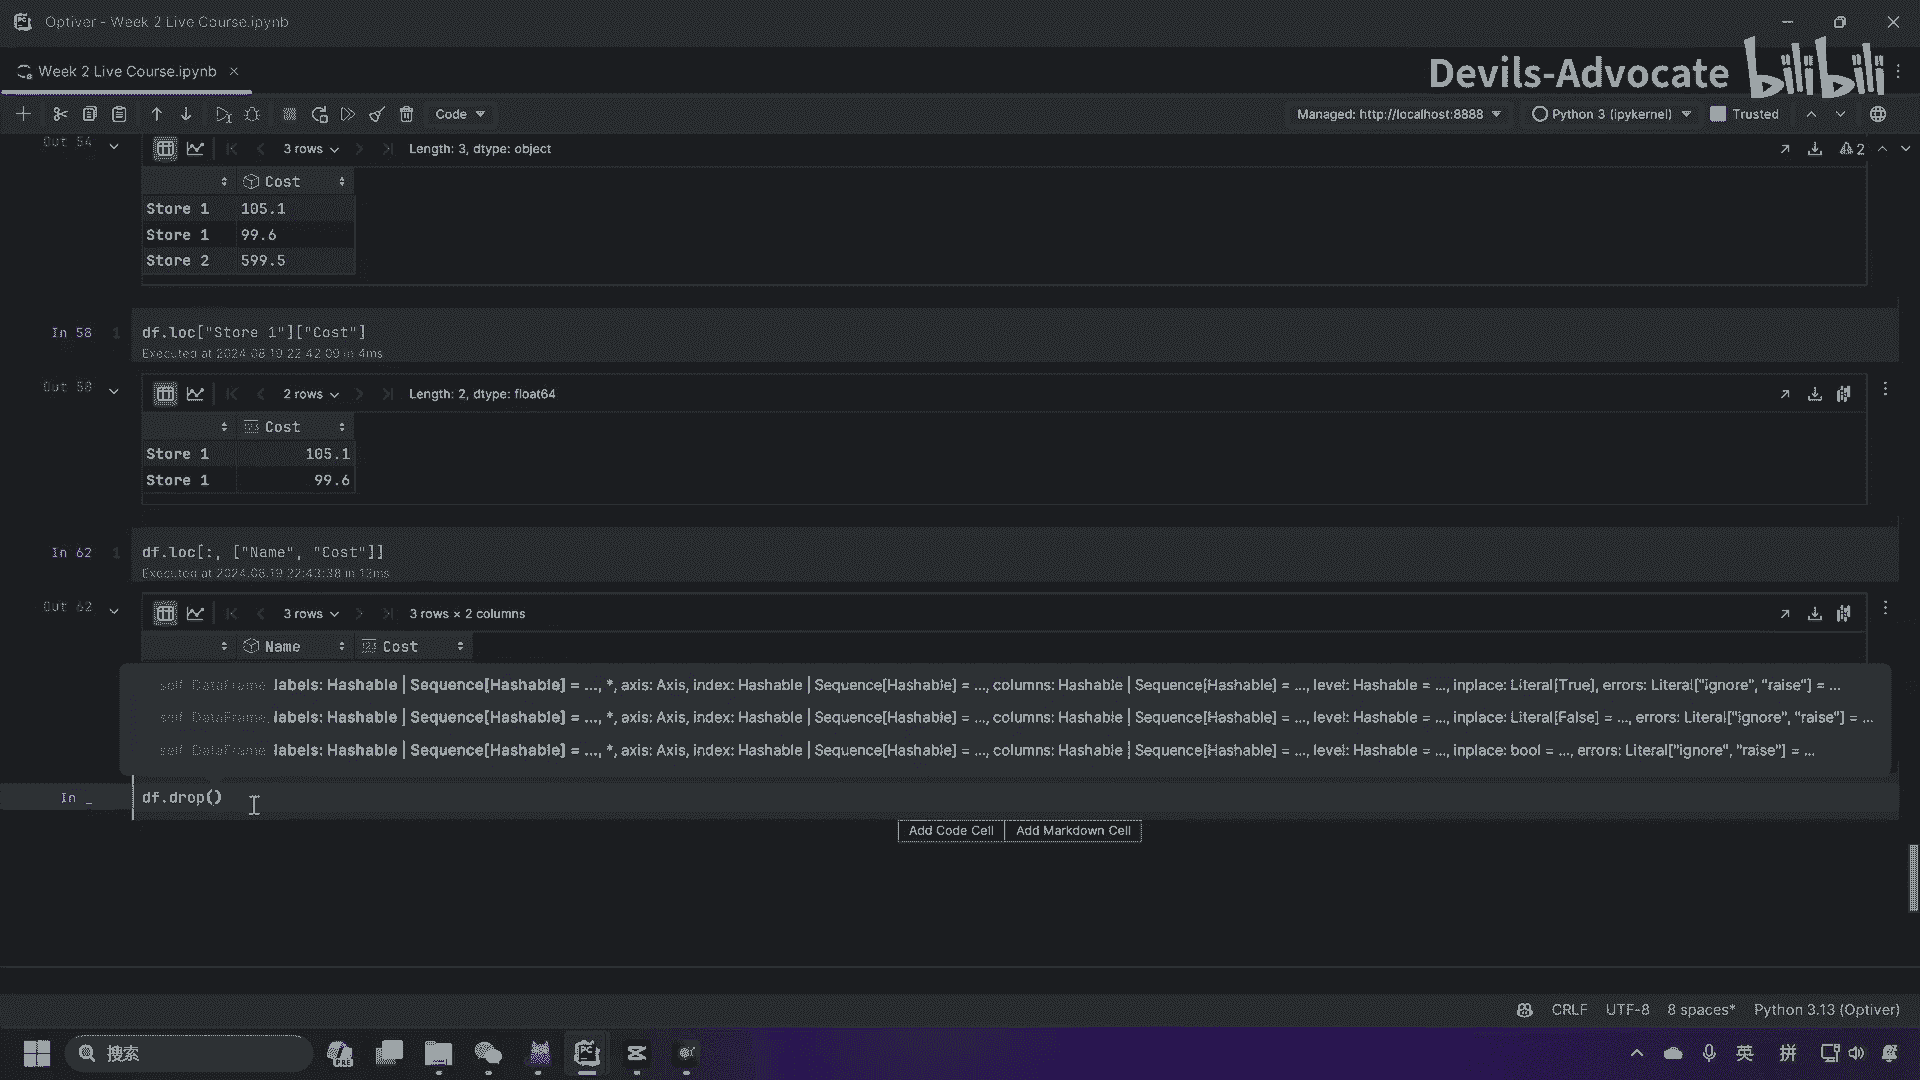 Optiver - Week 2 Live Course.ipynb
Week 2 Live Course.ipynb
Devils-Advocate bilibili
Code
Managed: http://localhost:8888
Python 3 (ipykernel)
Trusted
Out 54
3 rows
Length: 3, dtype: object
2
Cost
Store 1 105.1
Store 1 99.6
Store 2 599.5
In 58 1 df.loc["Store 1"]["Cost"]
Executed at 2024.08.19 22:42:09 in 4ms
Out 58
2 rows
Length: 2, dtype: float64
Cost
Store 1 105.1
Store 1 99.6
In 62 1 df.loc[:, ["Name", "Cost"]]
Executed at 2024.08.19 22:43:38 in 13ms
Out 62
3 rows
3 rows × 2 columns
Name Cost
self: DataFrame, labels: Hashable | Sequence[Hashable] = ..., *, axis: Axis, index: Hashable | Sequence[Hashable] = ..., columns: Hashable | Sequence[Hashable] = ..., level: Hashable = ..., inplace: Literal[True], errors: Literal["ignore", "raise"] = ...
self: DataFrame, labels: Hashable | Sequence[Hashable] = ..., *, axis: Axis, index: Hashable | Sequence[Hashable] = ..., columns: Hashable | Sequence[Hashable] = ..., level: Hashable = ..., inplace: Literal[False] = ..., errors: Literal["ignore", "raise"] = ...
self: DataFrame, labels: Hashable | Sequence[Hashable] = ..., *, axis: Axis, index: Hashable | Sequence[Hashable] = ..., columns: Hashable | Sequence[Hashable] = ..., level: Hashable = ..., inplace: bool = ..., errors: Literal["ignore", "raise"] = ...
In _ df.drop()
Add Code Cell Add Markdown Cell
CRLF UTF-8 8 spaces* Python 3.13 (Optiver)
搜索
PRE
英 拼